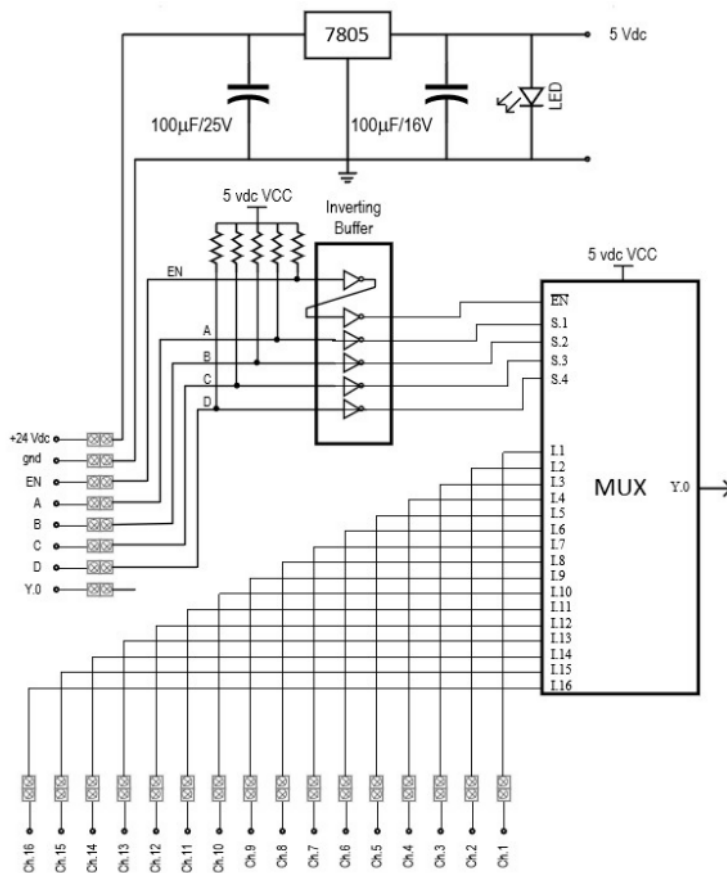 7805
5 Vdc
100µF/25V
100µF/16V
LED
5 vdc VCC
Inverting
Buffer
EN
A
B
C
D
5 vdc VCC
EN
S.1
S.2
S.3
S.4
+24 Vdc
gnd
EN
A
B
C
D
Y.0
I.1
I.2
I.3
I.4
I.5
I.6
I.7
I.8
I.9
I.10
I.11
I.12
I.13
I.14
I.15
I.16
MUX
Y.0
Ch.16
Ch.15
Ch.14
Ch.13
Ch.12
Ch.11
Ch.10
Ch.9
Ch.8
Ch.7
Ch.6
Ch.5
Ch.4
Ch.3
Ch.2
Ch.1